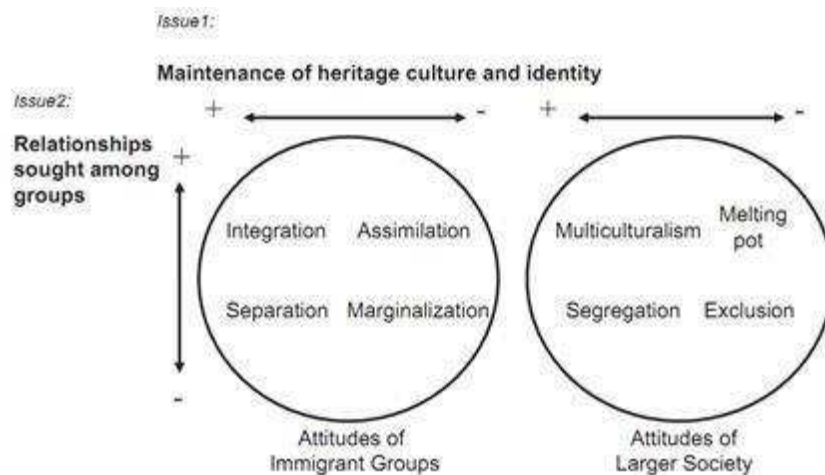 Issue1:
Maintenance of heritage culture and identity
Issue2:
+ - + -
Relationships
sought among
groups
+
-
Integration Assimilation
Separation Marginalization
Attitudes of
Immigrant Groups
Multiculturalism
Melting
pot
Segregation Exclusion
Attitudes of
Larger Society